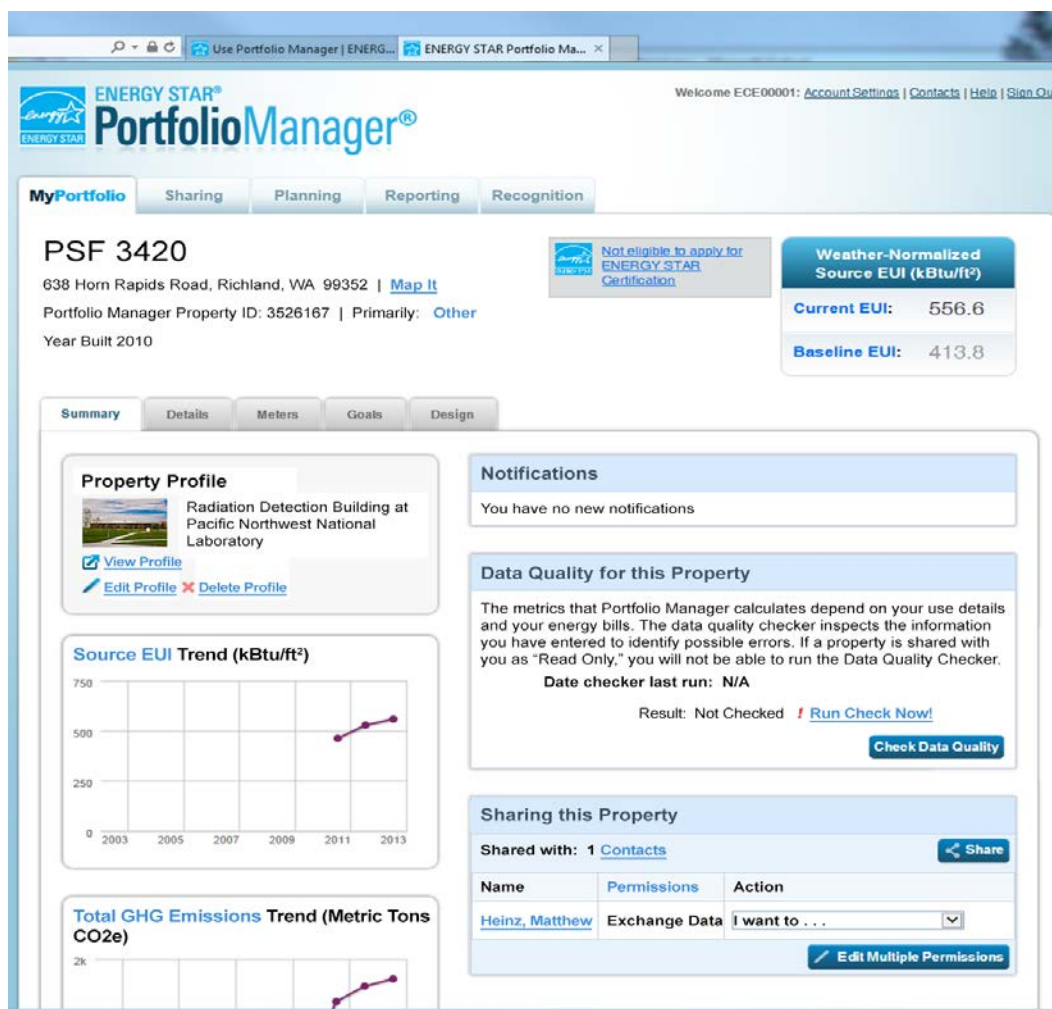 Use Portfolio Manager | ENERG...
ENERGY STAR Portfolio Ma...
ENERGY STAR®
PortfolioManager®
ENERGY STAR
Welcome ECE00001: Account Settings | Contacts | Help | Sign Ou
MyPortfolio
Sharing
Planning
Reporting
Recognition
PSF 3420
638 Horn Rapids Road, Richland, WA 99352 | Map It
Portfolio Manager Property ID: 3526167 | Primarily: Other
Year Built 2010
Not eligible to apply for
ENERGY STAR
Certification
Weather-Normalized
Source EUI (kBtu/ft²)
Current EUI: 556.6
Baseline EUI: 413.8
Summary
Details
Meters
Goals
Design
Property Profile
Radiation Detection Building at
Pacific Northwest National
Laboratory
View Profile
Edit Profile Delete Profile
Source EUI Trend (kBtu/ft²)
750
500
250
0
2003 2005 2007 2009 2011 2013
Total GHG Emissions Trend (Metric Tons
CO2e)
2k
Notifications
You have no new notifications
Data Quality for this Property
The metrics that Portfolio Manager calculates depend on your use details
and your energy bills. The data quality checker inspects the information
you have entered to identify possible errors. If a property is shared with
you as “Read Only,” you will not be able to run the Data Quality Checker.
Date checker last run: N/A
Result: Not Checked ! Run Check Now!
Check Data Quality
Sharing this Property
Shared with: 1 Contacts
Share
Name Permissions Action
Heinz, Matthew Exchange Data I want to . . .
Edit Multiple Permissions